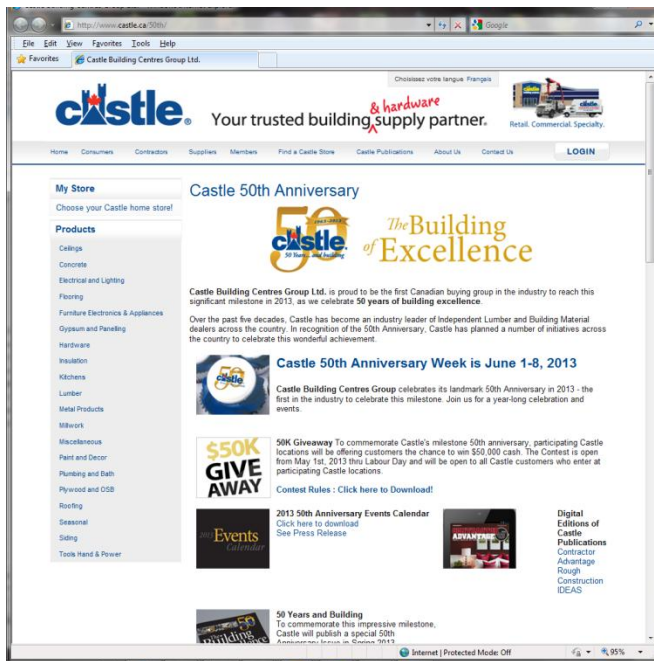 http://www.castle.ca/50th/
Google
File Edit View Favorites Tools Help
Favorites
Castle Building Centres Group Ltd.
Choisissez votre langue Français
castle®
& hardware
Your trusted building supply partner.
Retail. Commercial. Specialty.
Home Consumers Contractors Suppliers Members Find a Castle Store Castle Publications About Us Contact Us LOGIN
My Store
Choose your Castle home store!
Products
Ceilings
Concrete
Electrical and Lighting
Flooring
Furniture Electronics & Appliances
Gypsum and Paneling
Hardware
Insulation
Kitchens
Lumber
Metal Products
Millwork
Miscellaneous
Paint and Decor
Plumbing and Bath
Plywood and OSB
Roofing
Seasonal
Siding
Tools Hand & Power
Castle 50th Anniversary
50
1963-2013
castle
50 Years... and building
The Building
of Excellence
Castle Building Centres Group Ltd. is proud to be the first Canadian buying group in the industry to reach this
significant milestone in 2013, as we celebrate 50 years of building excellence.
Over the past five decades, Castle has become an industry leader of Independent Lumber and Building Material
dealers across the country. In recognition of the 50th Anniversary, Castle has planned a number of initiatives across
the country to celebrate this wonderful achievement.
castle
Castle 50th Anniversary Week is June 1-8, 2013
Castle Building Centres Group celebrates its landmark 50th Anniversary in 2013 - the
first in the industry to celebrate this milestone. Join us for a year-long celebration and
events.
$50K
GIVE
AWAY
50K Giveaway To commemorate Castle's milestone 50th anniversary, participating Castle
locations will be offering customers the chance to win $50,000 cash. The Contest is open
from May 1st, 2013 thru Labour Day and will be open to all Castle customers who enter at
participating Castle locations.
Contest Rules : Click here to Download!
2013 Events
Calendar
2013 50th Anniversary Events Calendar
Click here to download
See Press Release
ADVANTAGE
Digital
Editions of
Castle
Publications
Contractor
Advantage
Rough
Construction
IDEAS
50
The Building
50 Years and Building
To commemorate this impressive milestone,
Castle will publish a special 50th
Anniversary Issue in Spring 2013
Internet | Protected Mode: Off
95%